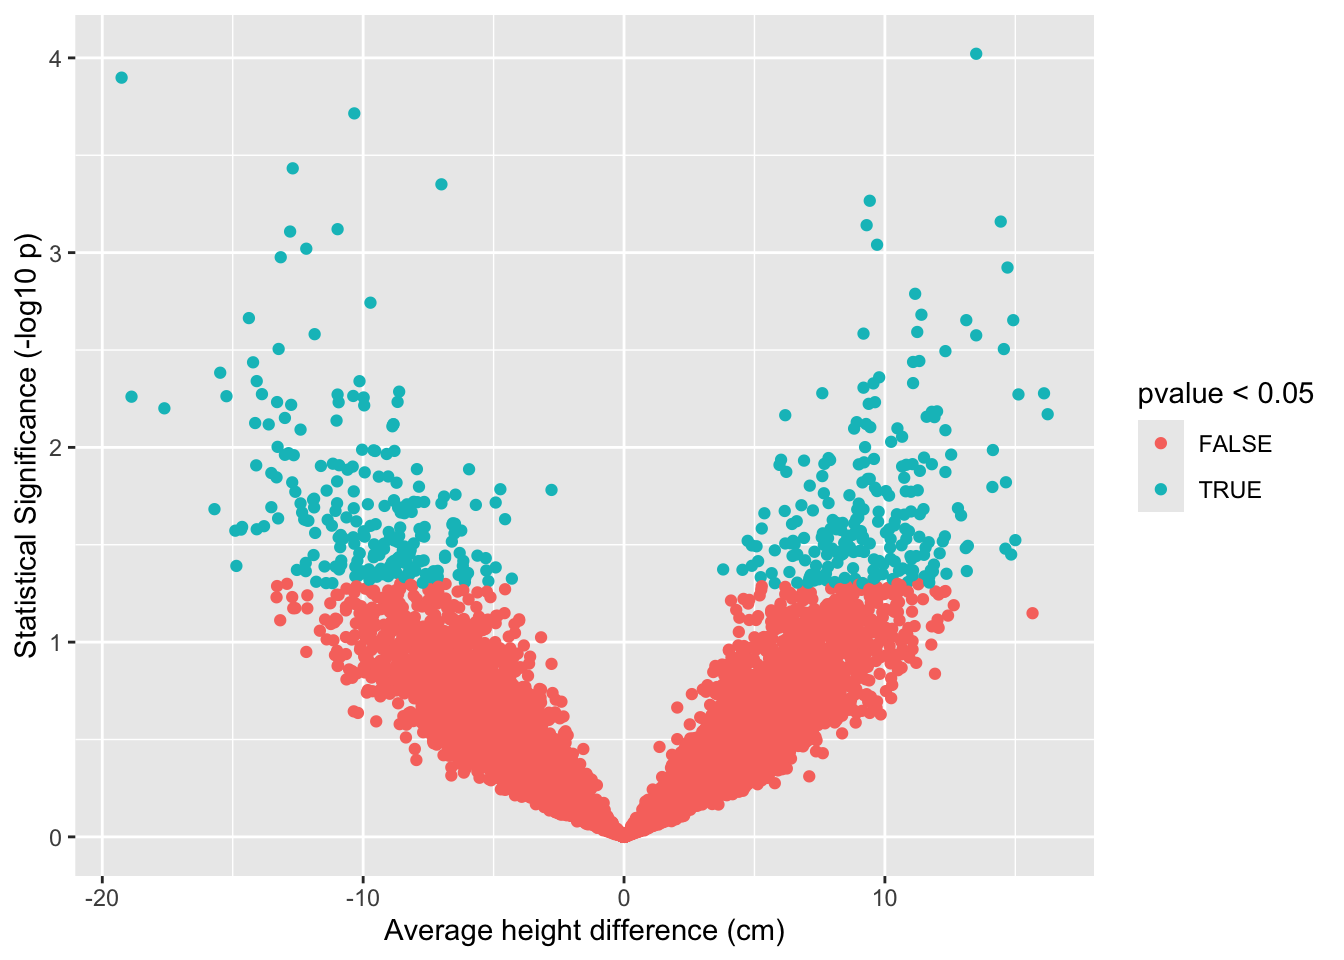 4
3
2
1
0
-20
-10
0
10
Average height difference (cm)
Statistical Significance (-log10 p)
pvalue < 0.05
FALSE
TRUE